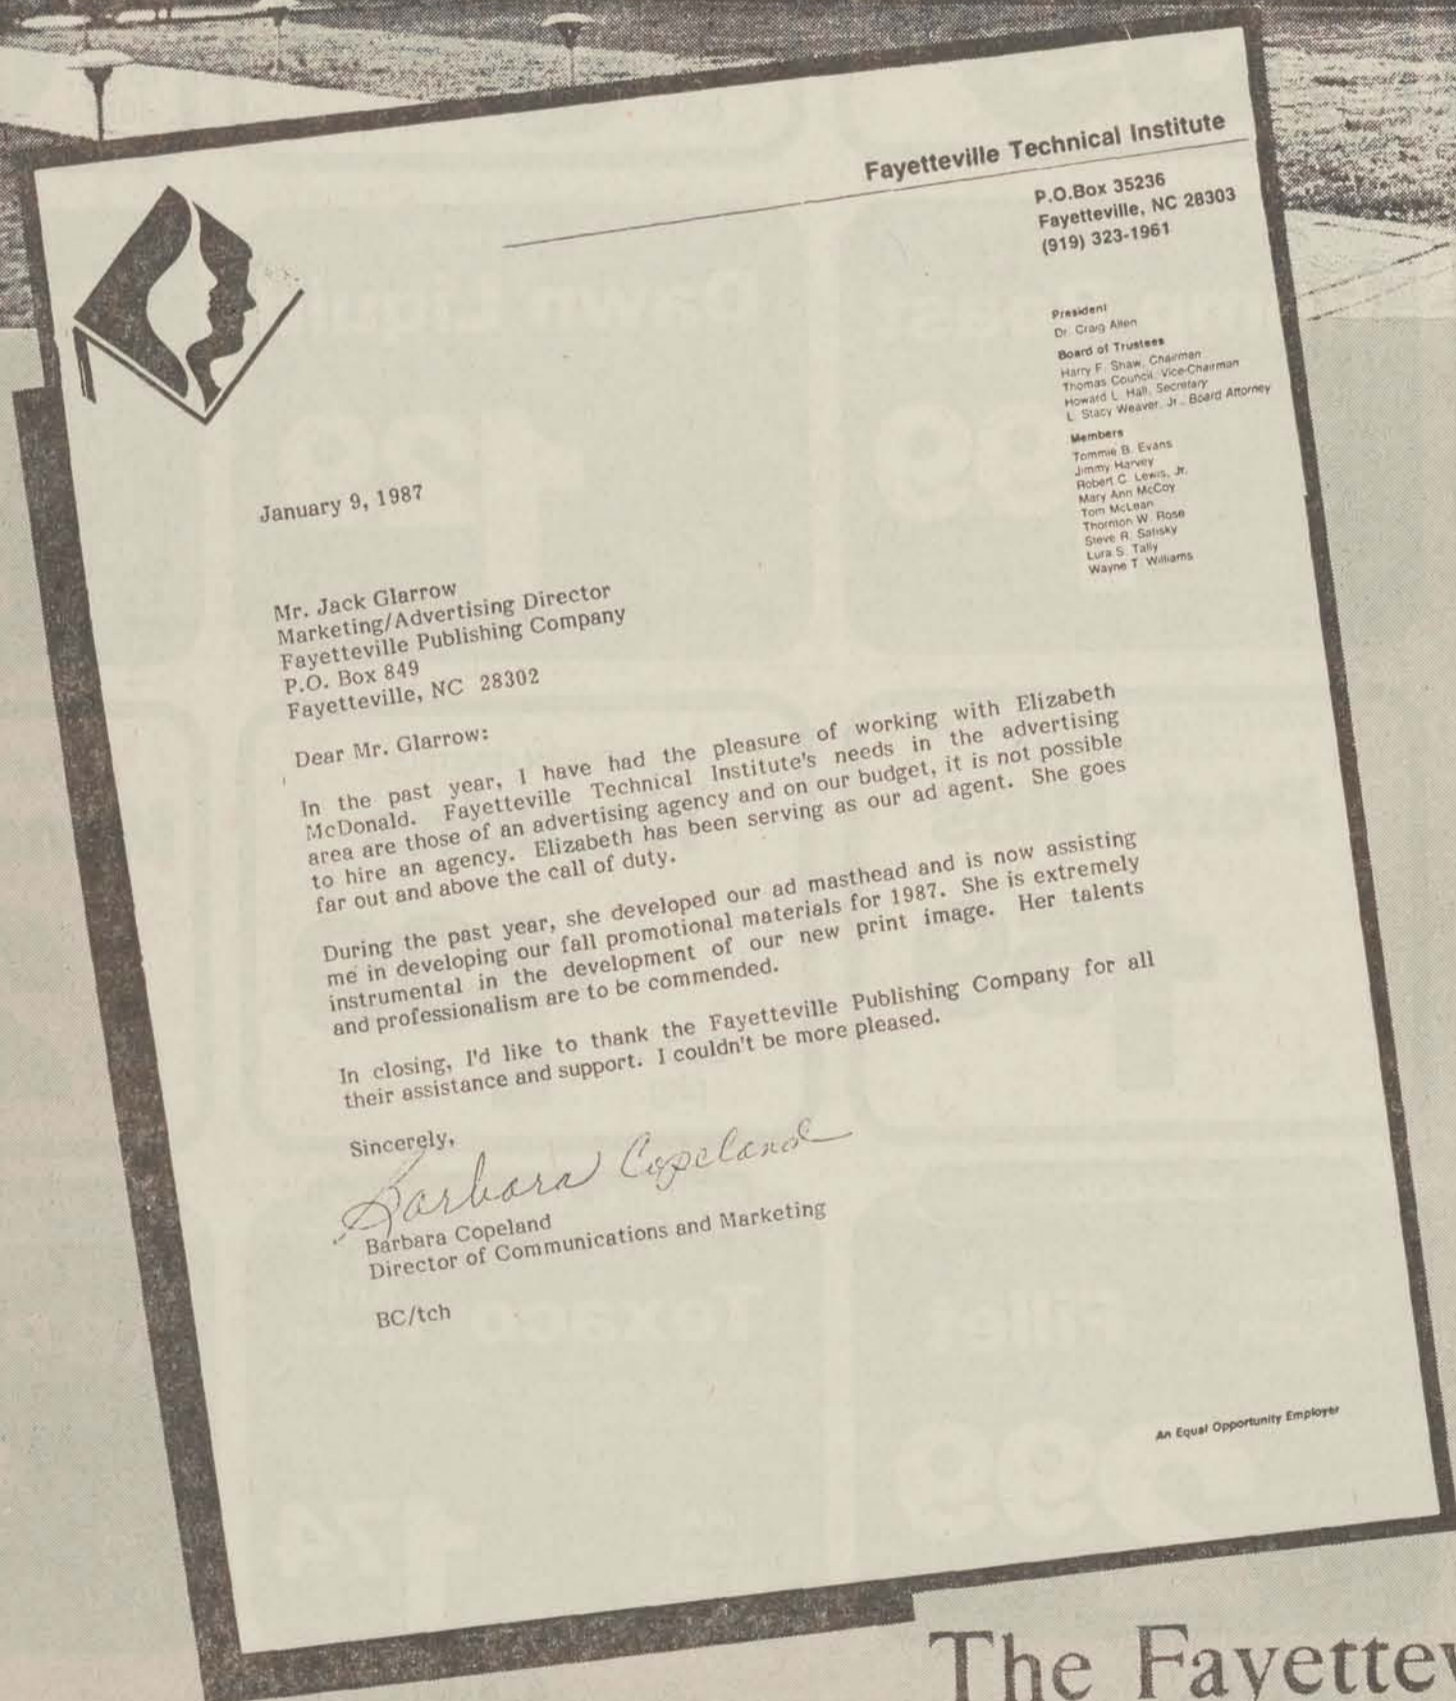 Fayetteville Technical Institute
P.O.Box 35236
Fayetteville, NC 28303
(919) 323-1961
President
Dr. Craig Allen
Board of Trustees
Harry F. Shaw, Chairman
Thomas Council, Vice-Chairman
Howard L. Hall, Secretary
L. Stacy Weaver, Jr., Board Attorney
Members
Tommie B. Evans
Jimmy Harvey
Robert C. Lewis, Jr.
Mary Ann McCoy
Tom McLean
Thornton W. Rose
Steve R. Satisky
Lura S. Tally
Wayne T. Williams
January 9, 1987
Mr. Jack Glarrow
Marketing/Advertising Director
Fayetteville Publishing Company
P.O. Box 849
Fayetteville, NC 28302
Dear Mr. Glarrow:
In the past year, I have had the pleasure of working with Elizabeth
McDonald. Fayetteville Technical Institute's needs in the advertising
area are those of an advertising agency and on our budget, it is not possible
to hire an agency. Elizabeth has been serving as our ad agent. She goes
far out and above the call of duty.
During the past year, she developed our ad masthead and is now assisting
me in developing our fall promotional materials for 1987. She is extremely
instrumental in the development of our new print image. Her talents
and professionalism are to be commended.
In closing, I'd like to thank the Fayetteville Publishing Company for all
their assistance and support. I couldn't be more pleased.
Sincerely,
Barbara Copeland
Barbara Copeland
Director of Communications and Marketing
BC/tch
An Equal Opportunity Employer
The Fayettev